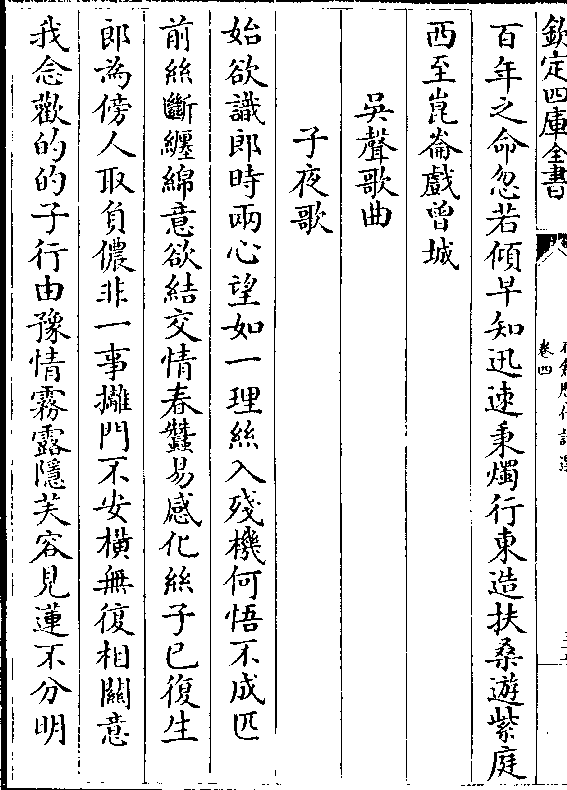 欽定四庫全書
卷四
百年之命忽若傾早知迅速秉燭行東造扶桑遊紫庭
西至崑崙戲曾城
吳聲歌曲
子夜歌
始欲識郎時兩心望如一理絲入殘機何悟不成匹
前絲斷纏綿意欲結交情春蠶易感化絲子已復生
郎為傍人取負儂非一事攡門不安橫無復相關意
我念歡的的子行由豫情霧露隱芙容見蓮不分明